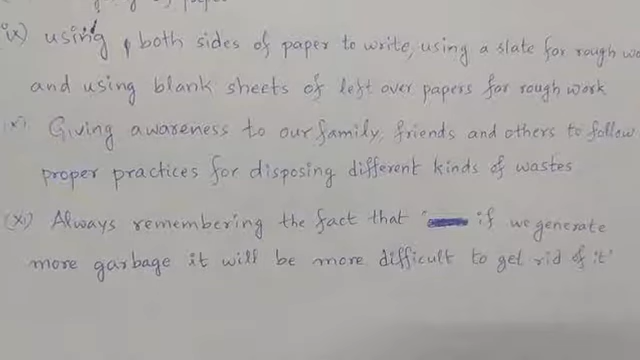 of paper
(ix) using both sides of paper to write, using a slate for rough wo
and using blank sheets of left over papers for rough work
(x) Giving awareness to our family, friends and others to follow
proper practices for disposing different kinds of wastes
(xi) Always remembering the fact that ' if we generate
more garbage it will be more difficult to get rid of it'